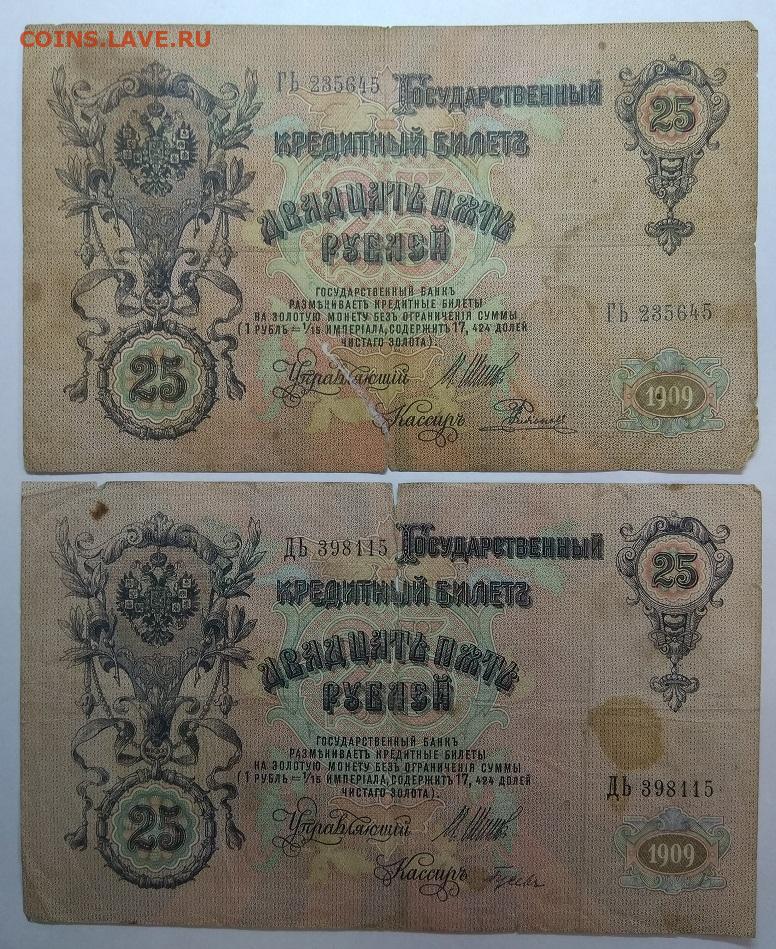 COINS.LAVE.RU
ГЬ 235645 Государственный
25
Кредитный Билетъ
Двадцать пять
рублей
Государственный банкъ
размѣниваетъ кредитные билеты
на золотую монету безъ ограниченія суммы
(1 рубль = 1/15 имперіала, содержитъ 17, 424 долей
чистаго золота).
ГЬ 235645
Управляющій
25
Кассиръ
1909
ДЬ 398115 Государственный
25
Кредитный Билетъ
Двадцать пять
рублей
Государственный банкъ
размѣниваетъ кредитные билеты
на золотую монету безъ ограниченія суммы
(1 рубль = 1/15 имперіала, содержитъ 17, 424 долей
чистаго золота).
ДЬ 398115
Управляющій
25
Кассиръ
1909